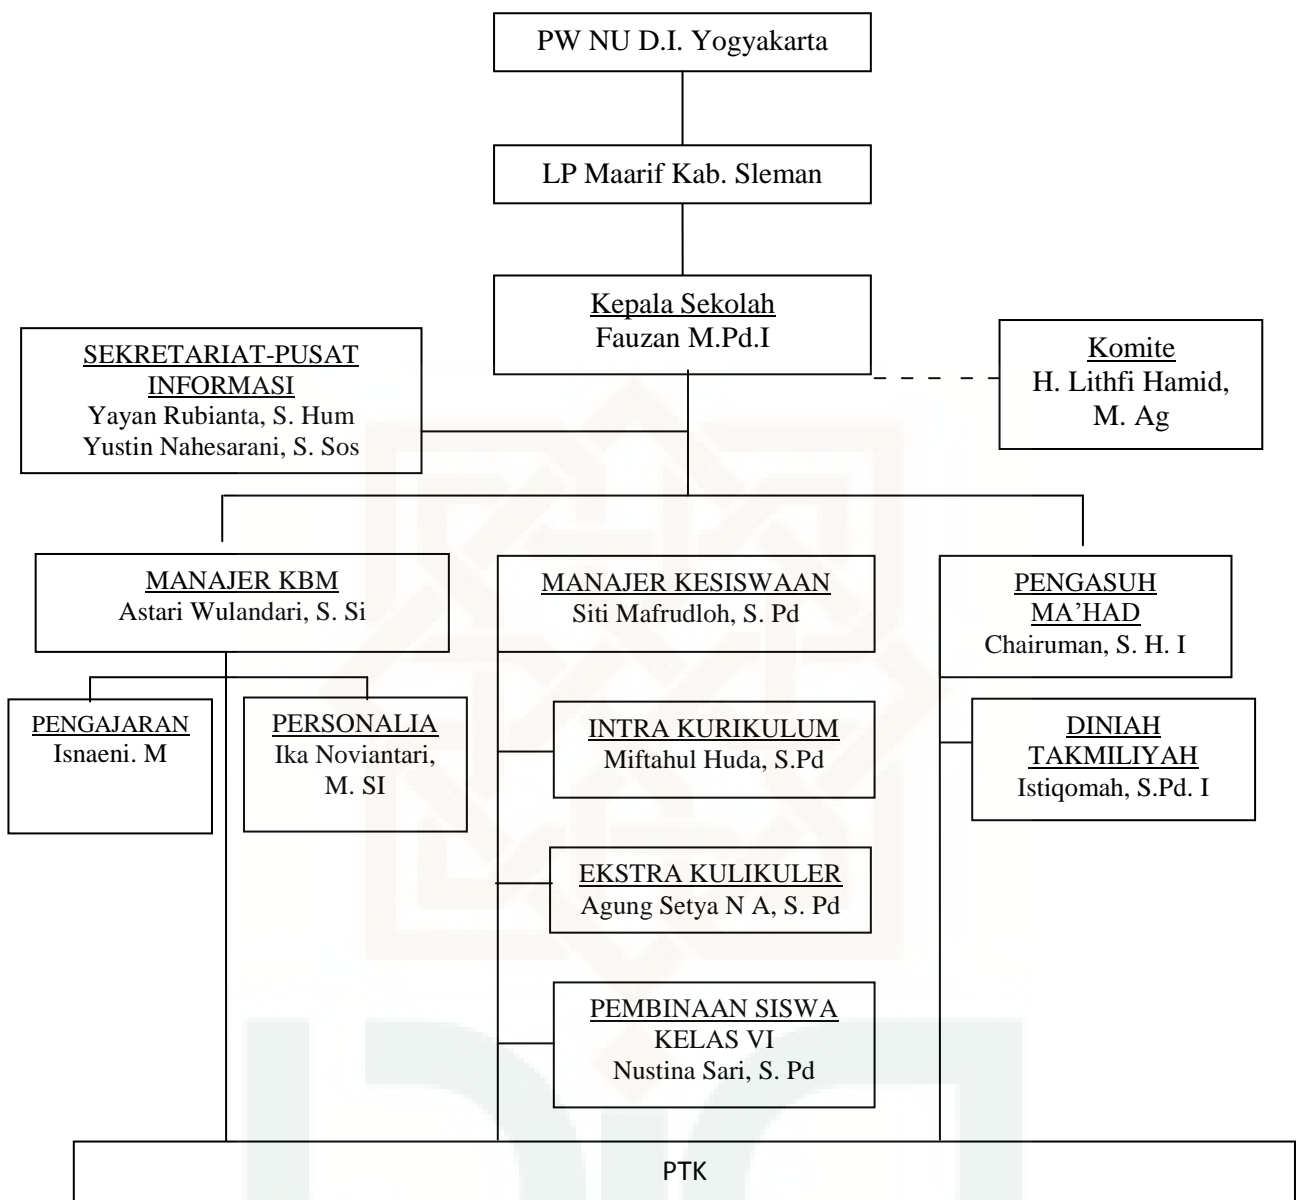 PW NU D.I. Yogyakarta
LP Maarif Kab. Sleman
Kepala Sekolah
Fauzan M.Pd.I
SEKRETARIAT-PUSAT
INFORMASI
Yayan Rubianta, S. Hum
Yustin Nahesarani, S. Sos
Komite
H. Lithfi Hamid,
M. Ag
MANAJER KBM
Astari Wulandari, S. Si
MANAJER KESISWAAN
Siti Mafrudloh, S. Pd
PENGASUH
MA’HAD
Chairuman, S. H. I
PENGAJARAN
Isnaeni. M
PERSONALIA
Ika Noviantari,
M. SI
INTRA KURIKULUM
Miftahul Huda, S.Pd
DINIAH
TAKMILIYAH
Istiqomah, S.Pd. I
EKSTRA KULIKULER
Agung Setya N A, S. Pd
PEMBINAAN SISWA
KELAS VI
Nustina Sari, S. Pd
PTK